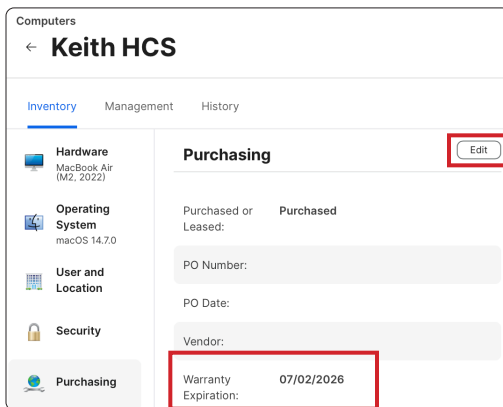 Computers
← Keith HCS
Inventory Management History
Hardware
MacBook Air
(M2, 2022)
Operating
System
macOS 14.7.0
User and
Location
Security
Purchasing
Purchasing
Edit
Purchased or Purchased
Leased:
PO Number:
PO Date:
Vendor:
Warranty 07/02/2026
Expiration: